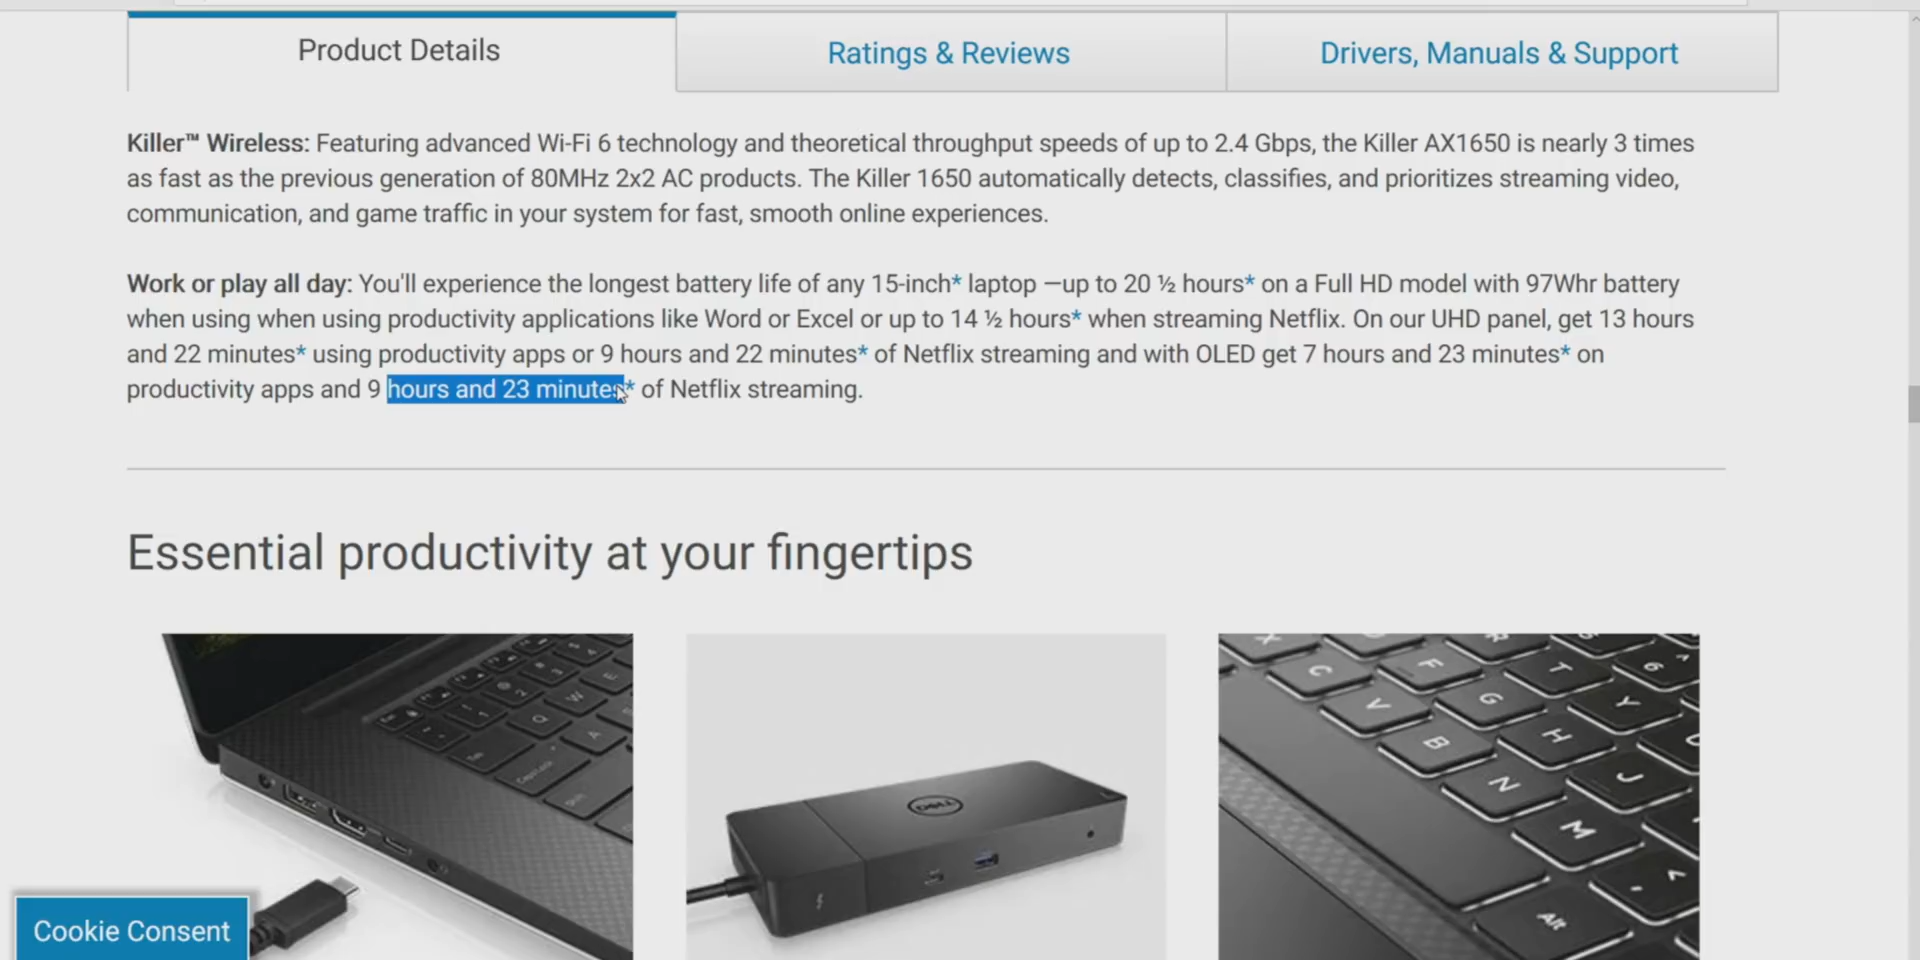 Product Details
Ratings & Reviews
Drivers, Manuals & Support
Killer™ Wireless: Featuring advanced Wi-Fi 6 technology and theoretical throughput speeds of up to 2.4 Gbps, the Killer AX1650 is nearly 3 times
as fast as the previous generation of 80MHz 2x2 AC products. The Killer 1650 automatically detects, classifies, and prioritizes streaming video,
communication, and game traffic in your system for fast, smooth online experiences.
Work or play all day: You'll experience the longest battery life of any 15-inch* laptop —up to 20 ½ hours* on a Full HD model with 97Whr battery
when using when using productivity applications like Word or Excel or up to 14 ½ hours* when streaming Netflix. On our UHD panel, get 13 hours
and 22 minutes* using productivity apps or 9 hours and 22 minutes* of Netflix streaming and with OLED get 7 hours and 23 minutes* on
productivity apps and 9 hours and 23 minutes* of Netflix streaming.
Essential productivity at your fingertips
DELL
X
R
C
F
T
6
V
G
Y
B
H
N
J
M
Alt
Cookie Consent